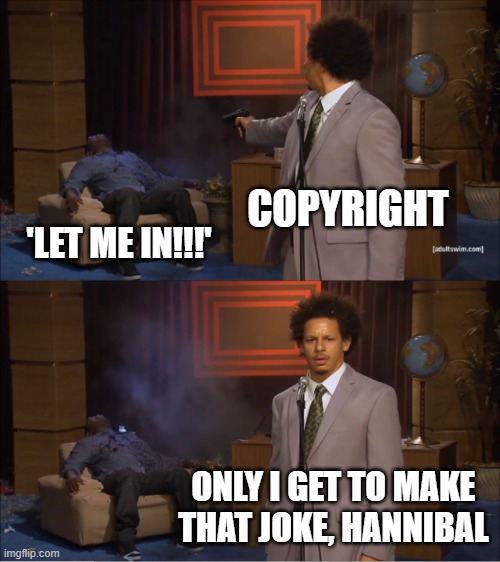 COPYRIGHT
'LET ME IN!!!'
[adultswim.com]
ONLY I GET TO MAKE
THAT JOKE, HANNIBAL
imgflip.com